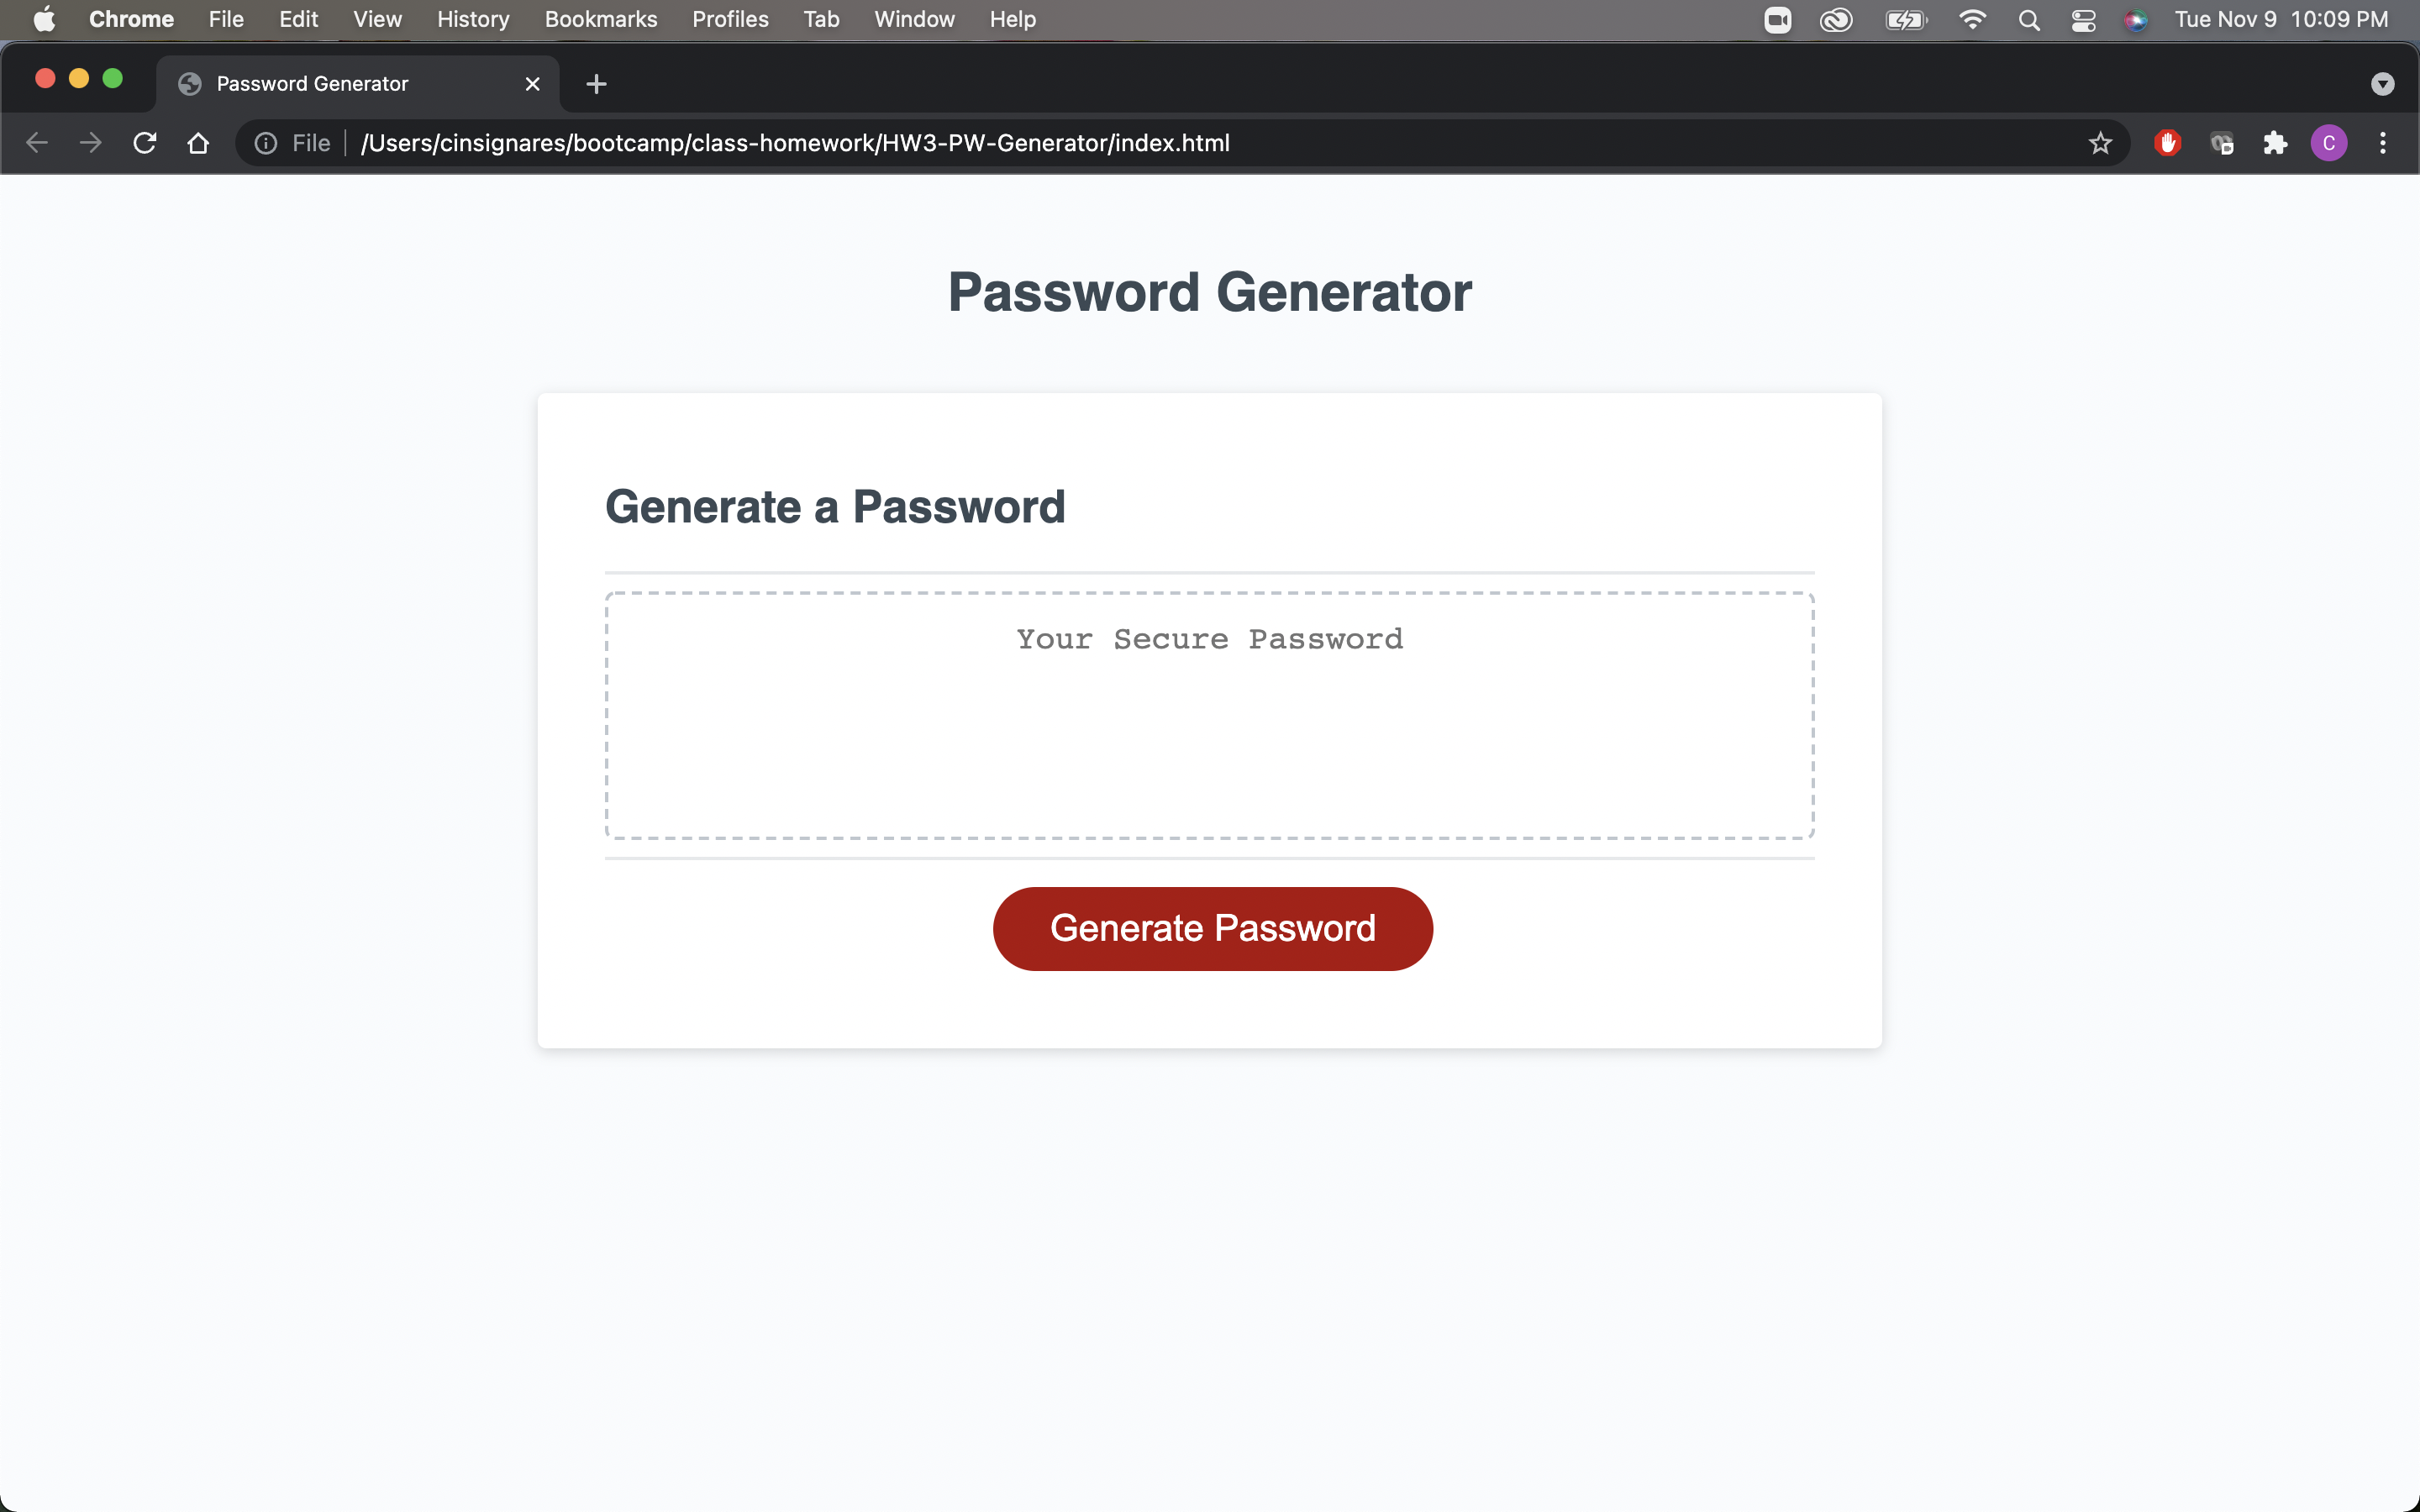 Chrome File Edit View History Bookmarks Profiles Tab Window Help Tue Nov 9 10:09 PM
Password Generator
File /Users/cinsignares/bootcamp/class-homework/HW3-PW-Generator/index.html C
Password Generator
Generate a Password
Your Secure Password
Generate Password